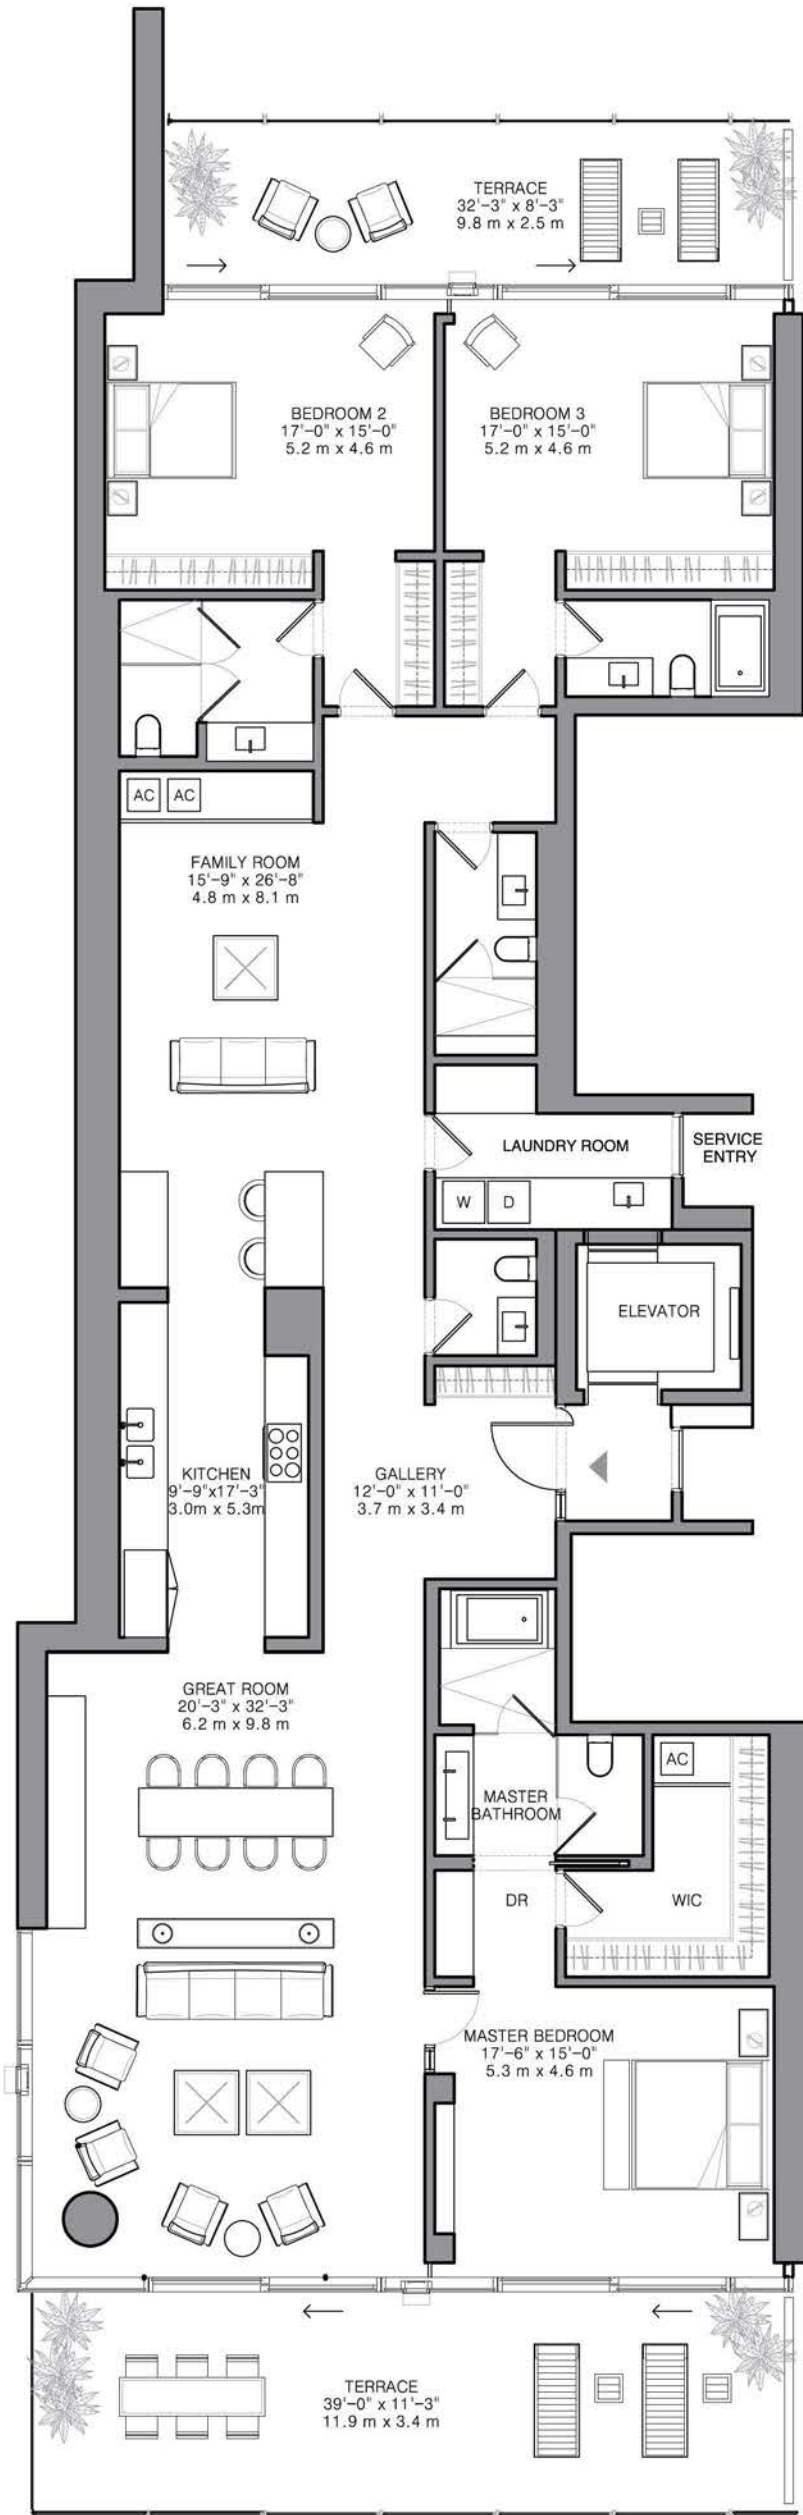 TERRACE
32'-3" x 8'-3"
9.8 m x 2.5 m
BEDROOM 2
17'-0" x 15'-0"
5.2 m x 4.6 m
BEDROOM 3
17'-0" x 15'-0"
5.2 m x 4.6 m
AC
AC
FAMILY ROOM
15'-9" x 26'-8"
4.8 m x 8.1 m
LAUNDRY ROOM
SERVICE
ENTRY
W
D
ELEVATOR
KITCHEN
9'-9"x17'-3"
3.0m x 5.3m
GALLERY
12'-0" x 11'-0"
3.7 m x 3.4 m
GREAT ROOM
20'-3" x 32'-3"
6.2 m x 9.8 m
AC
MASTER
BATHROOM
DR
WIC
MASTER BEDROOM
17'-6" x 15'-0"
5.3 m x 4.6 m
TERRACE
39'-0" x 11'-3"
11.9 m x 3.4 m